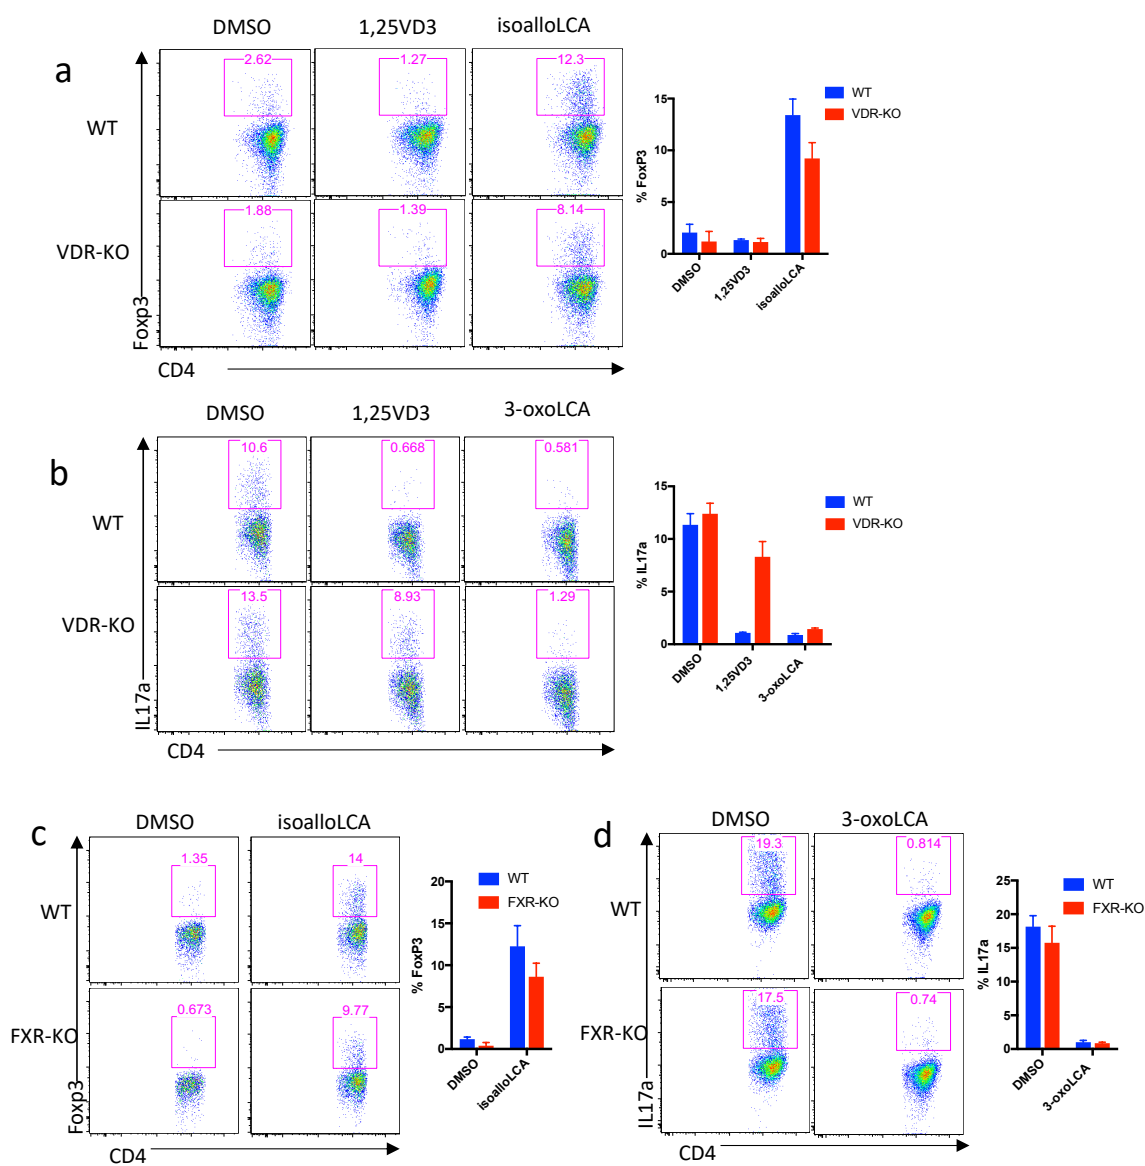 a
DMSO 1,25VD3 isoalloLCA
WT
2.62 1.27 12.3
VDR-KO
1.88 1.39 8.14
Foxp3
CD4
WT
VDR-KO
% FoxP3
15
10
5
0
DMSO
1,25VD3
isoalloLCA
b
DMSO 1,25VD3 3-oxoLCA
WT
10.6 0.668 0.581
VDR-KO
13.5 8.93 1.29
IL17a
CD4
WT
VDR-KO
% IL17a
15
10
5
0
DMSO
1,25VD3
3-oxoLCA
c
DMSO isoalloLCA
WT
1.35 14
FXR-KO
0.673 9.77
Foxp3
CD4
WT
FXR-KO
% FoxP3
20
15
10
5
0
DMSO
isoalloLCA
d
DMSO 3-oxoLCA
WT
19.3 0.814
FXR-KO
17.5 0.74
IL17a
CD4
WT
FXR-KO
% IL17a
25
20
15
10
5
0
DMSO
3-oxoLCA